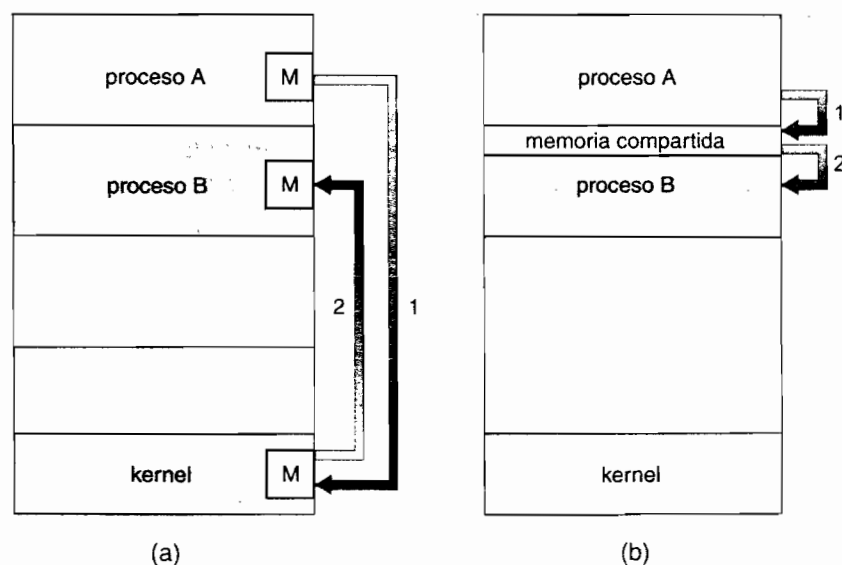 proceso A
M
proceso B
M
2
1
kernel
M
(a)
proceso A
1
memoria compartida
2
proceso B
kernel
(b)